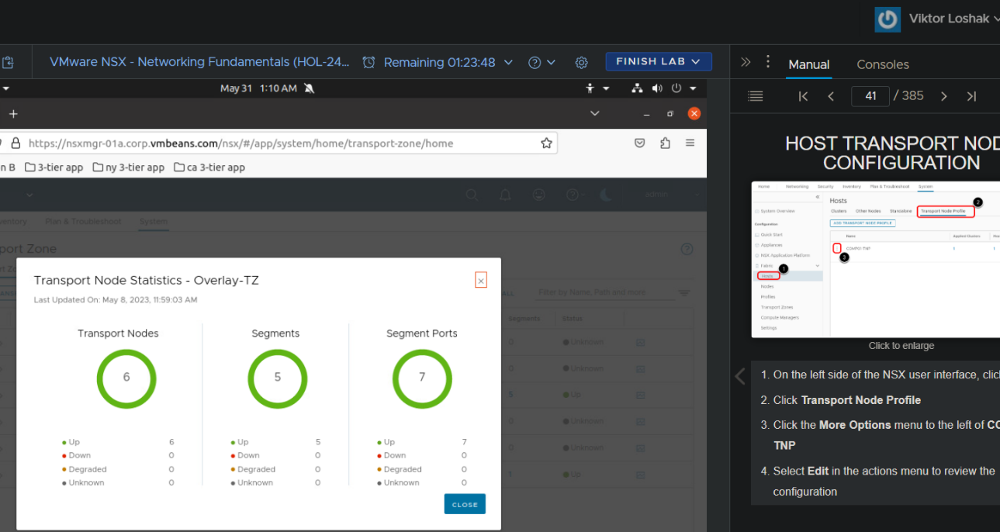 Viktor Loshak
VMware NSX - Networking Fundamentals (HOL-24...
Remaining 01:23:48
FINISH LAB
Manual
Consoles
41 / 385
May 31 1:10 AM
https://nsxmgr-01a.corp.vmbeans.com/nsx/#/app/system/home/transport-zone/home
n B
3-tier app
ny 3-tier app
ca 3-tier app
admin
ventory
Plan & Troubleshoot
System
port Zone
ALL
Filter by Name, Path and more
Segments
Status
0
Unknown
0
Unknown
5
Up
0
Unknown
0
Unknown
1
Up
Transport Node Statistics - Overlay-TZ
Last Updated On: May 8, 2023, 11:59:03 AM
Transport Nodes
6
Up 6
Down 0
Degraded 0
Unknown 0
Segments
5
Up 5
Down 0
Degraded 0
Unknown 0
Segment Ports
7
Up 7
Down 0
Degraded 0
Unknown 0
CLOSE
HOST TRANSPORT NOD
CONFIGURATION
Home Networking Security Inventory Plan & Troubleshoot System
Hosts
Clusters Other Nodes Standalone Transport Node Profile
2
ADD TRANSPORT NODE PROFILE
Name Applied Clusters
COMP01-TNP 1 1
3
System Overview
Configuration
Quick Start
Appliances
NSX Application Platform
Fabric
1
Hosts
Nodes
Profiles
Transport Zones
Compute Managers
Settings
Click to enlarge
1. On the left side of the NSX user interface, clic
2. Click Transport Node Profile
3. Click the More Options menu to the left of CO
TNP
4. Select Edit in the actions menu to review the
configuration